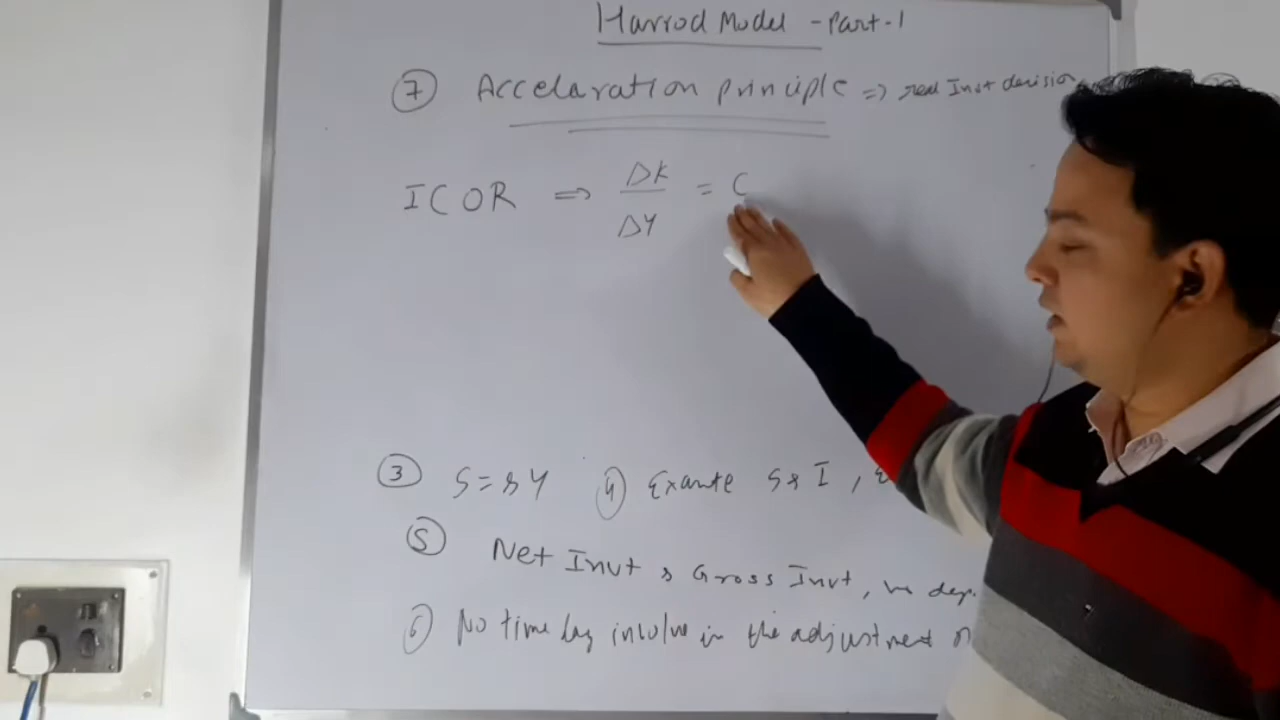 Harrod Model - Part-1
⑦ Accelaration principle => real Invt decision
ICOR => ΔK/ΔY = C
③ S = sY ④ Exante S & I ,
⑤ Net Invt & Gross Invt, no dep.
⑥ No time lag involve in the adjustment of